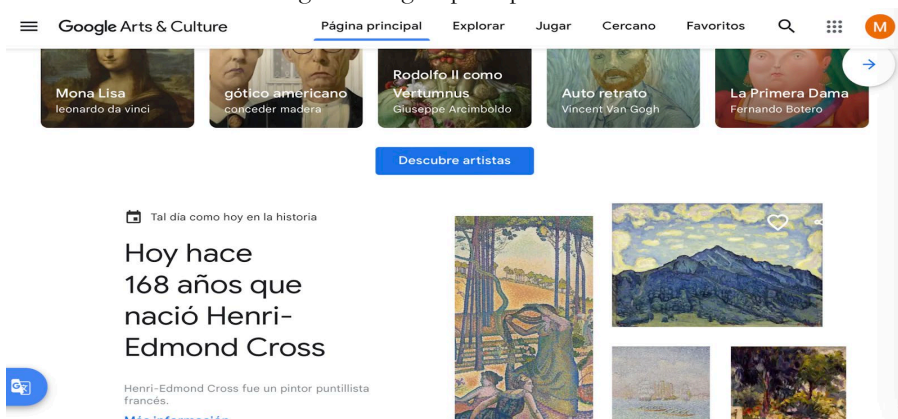 Google Arts & Culture
Página principal
Explorar
Jugar
Cercano
Favoritos
M
Mona Lisa
leonardo da vinci
gótico americano
conceder madera
Rodolfo II como
Vertumnus
Giuseppe Arcimboldo
Auto retrato
Vincent Van Gogh
La Primera Dama
Fernando Botero
Descubre artistas
Tal día como hoy en la historia
Hoy hace
168 años que
nació Henri-
Edmond Cross
Henri-Edmond Cross fue un pintor puntillista
francés.
Más información